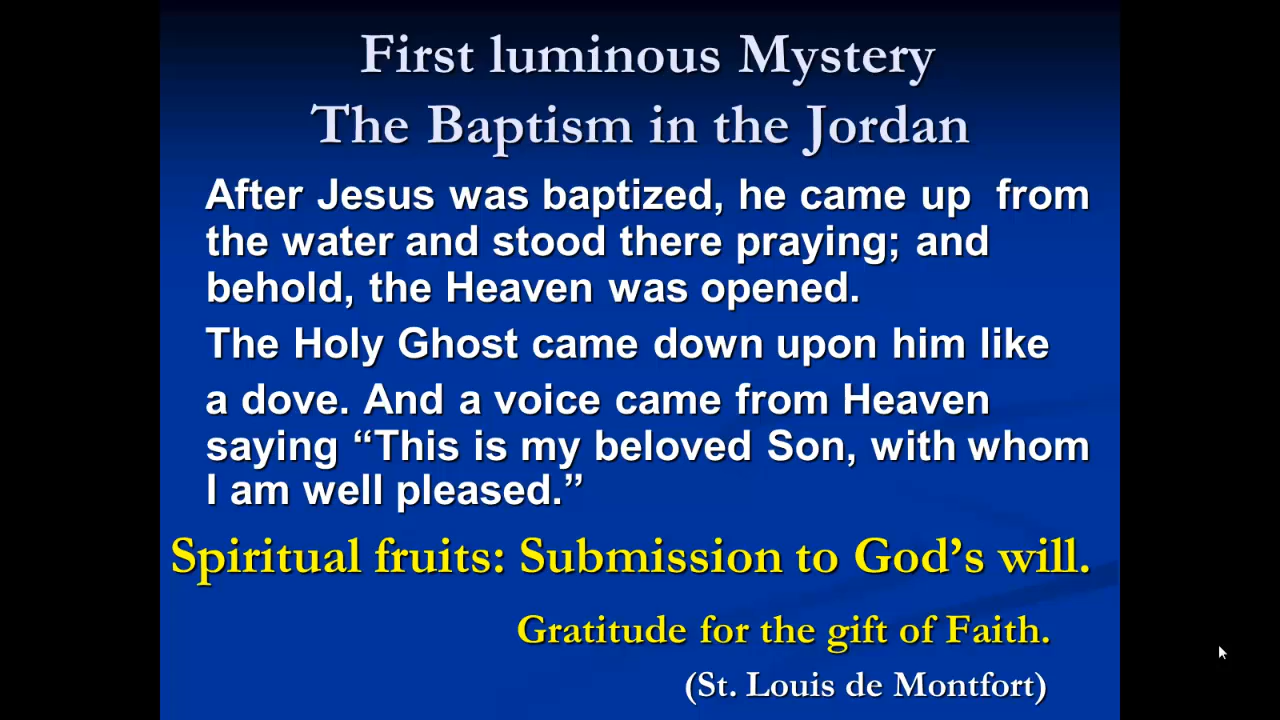 First luminous Mystery
The Baptism in the Jordan
After Jesus was baptized, he came up  from
the water and stood there praying; and
behold, the Heaven was opened.
The Holy Ghost came down upon him like
a dove. And a voice came from Heaven
saying “This is my beloved Son, with whom
I am well pleased.”
Spiritual fruits: Submission to God’s will.
Gratitude for the gift of Faith.
(St. Louis de Montfort)